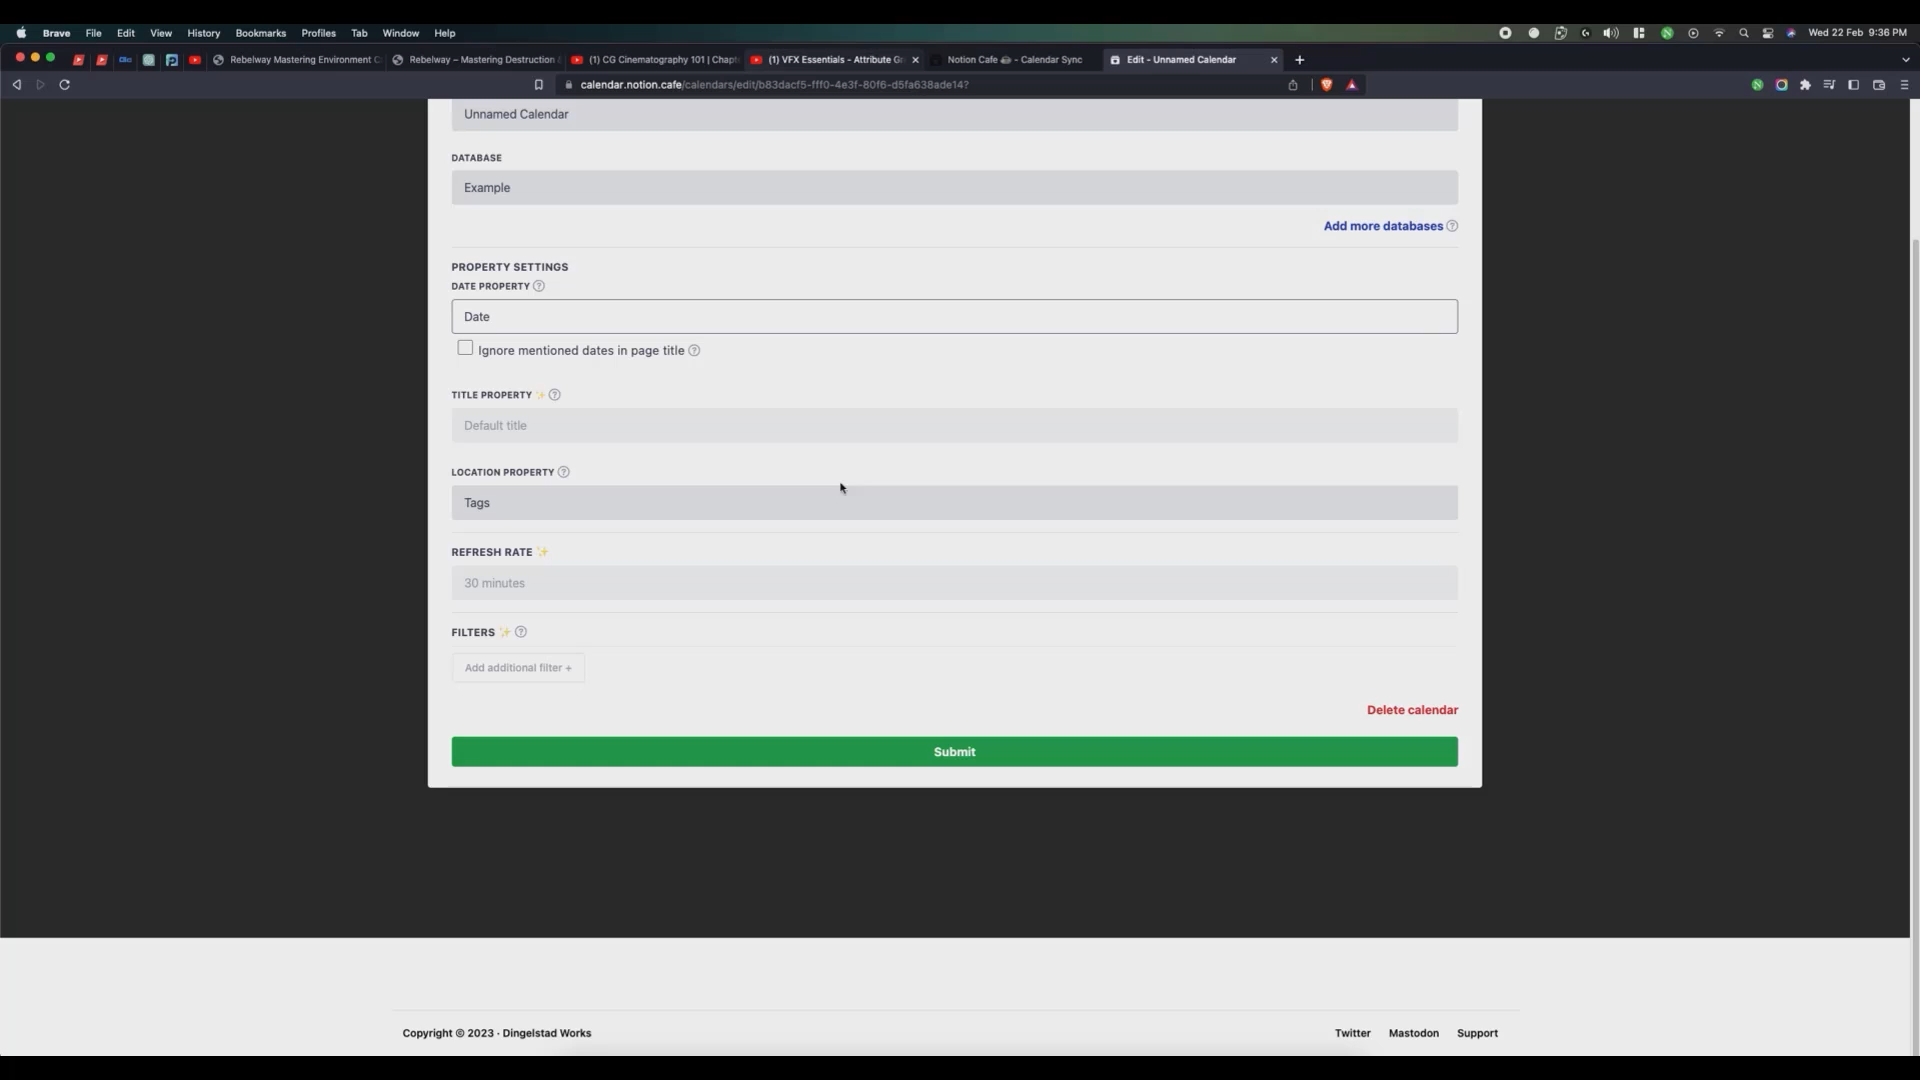 Brave File Edit View History Bookmarks Profiles Tab Window Help Wed 22 Feb 9:36 PM
Rebelway Mastering Environment C Rebelway – Mastering Destruction (1) CG Cinematography 101 | Chapt (1) VFX Essentials - Attribute Gr Notion Cafe ☕ - Calendar Sync Edit - Unnamed Calendar
calendar.notion.cafe/calendars/edit/b83dacf5-fff0-4e3f-80f6-d5fa638ade14?
Unnamed Calendar
DATABASE
Example
Add more databases ?
PROPERTY SETTINGS
DATE PROPERTY ?
Date
Ignore mentioned dates in page title ?
TITLE PROPERTY ✨ ?
Default title
LOCATION PROPERTY ?
Tags
REFRESH RATE ✨
30 minutes
FILTERS ✨ ?
Add additional filter +
Delete calendar
Submit
Copyright © 2023 · Dingelstad Works Twitter Mastodon Support